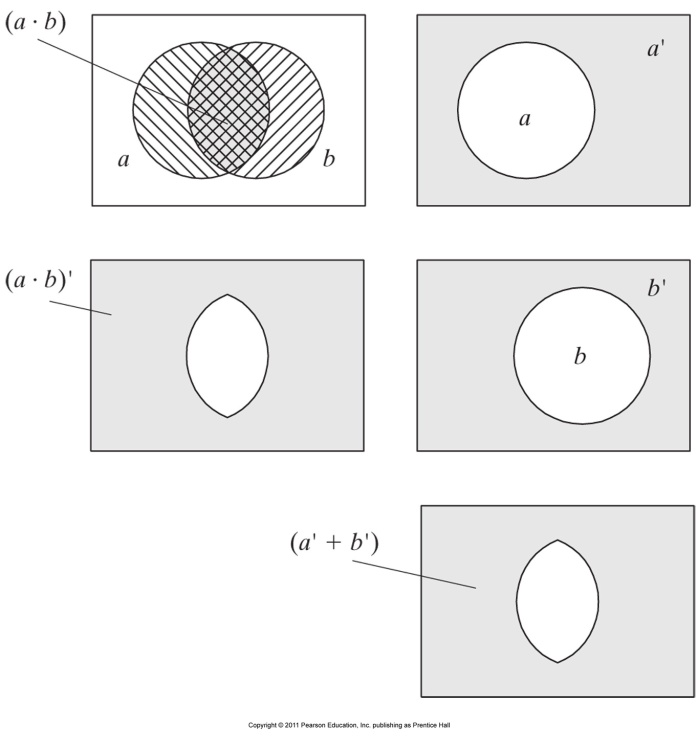 (a · b)
a'
a
a
b
(a · b)'
b'
b
(a' + b')
Copyright © 2011 Pearson Education, Inc. publishing as Prentice Hall